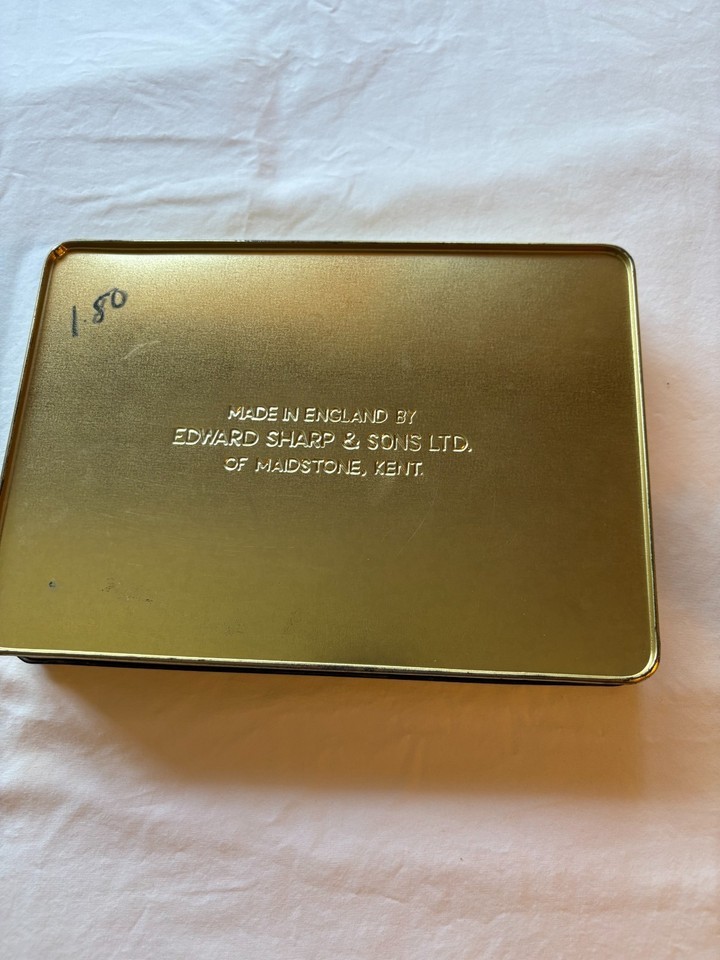 1.80
MADE IN ENGLAND BY
EDWARD SHARP & SONS LTD.
OF MAIDSTONE, KENT.